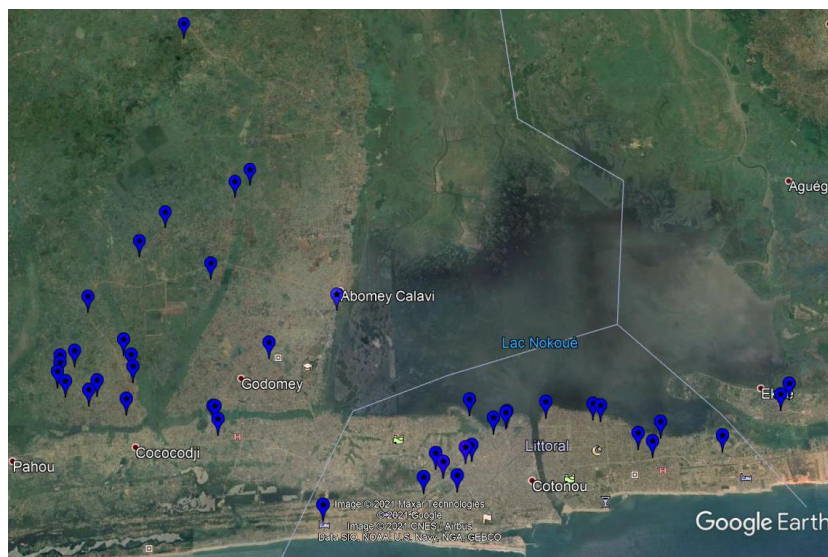 Aguég
Abomey Calavi
Lac Nokoué
Godomey
Littoral
Cococodji
Pahou
Cotonou
Image © 2021 Maxar Technologies
© 2021 Google
Image © 2021 CNES / Airbus
Data SIO, NOAA, U.S. Navy, NGA, GEBCO
Google Earth